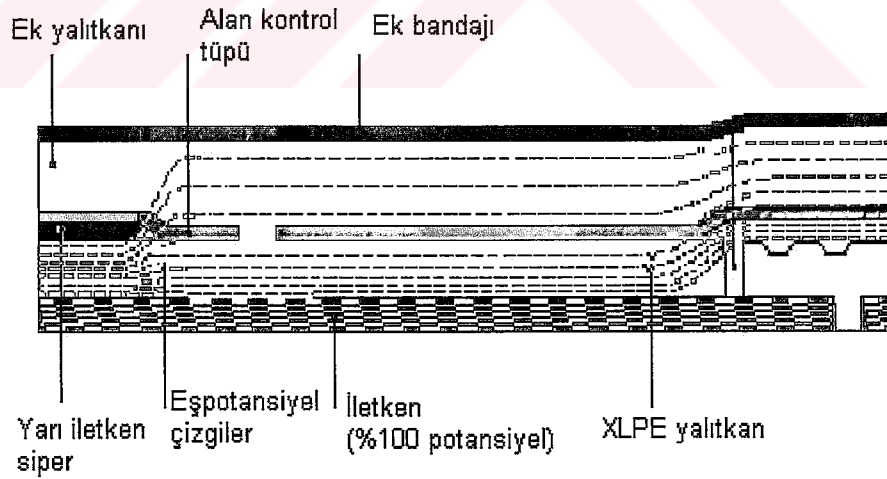 Ek yalıtkanı
Alan kontrol
tüpü
Ek bandajı
Yarı iletken
siper
Eşpotansiyel
çizgiler
İletken
(%100 potansiyel)
XLPE yalıtkan